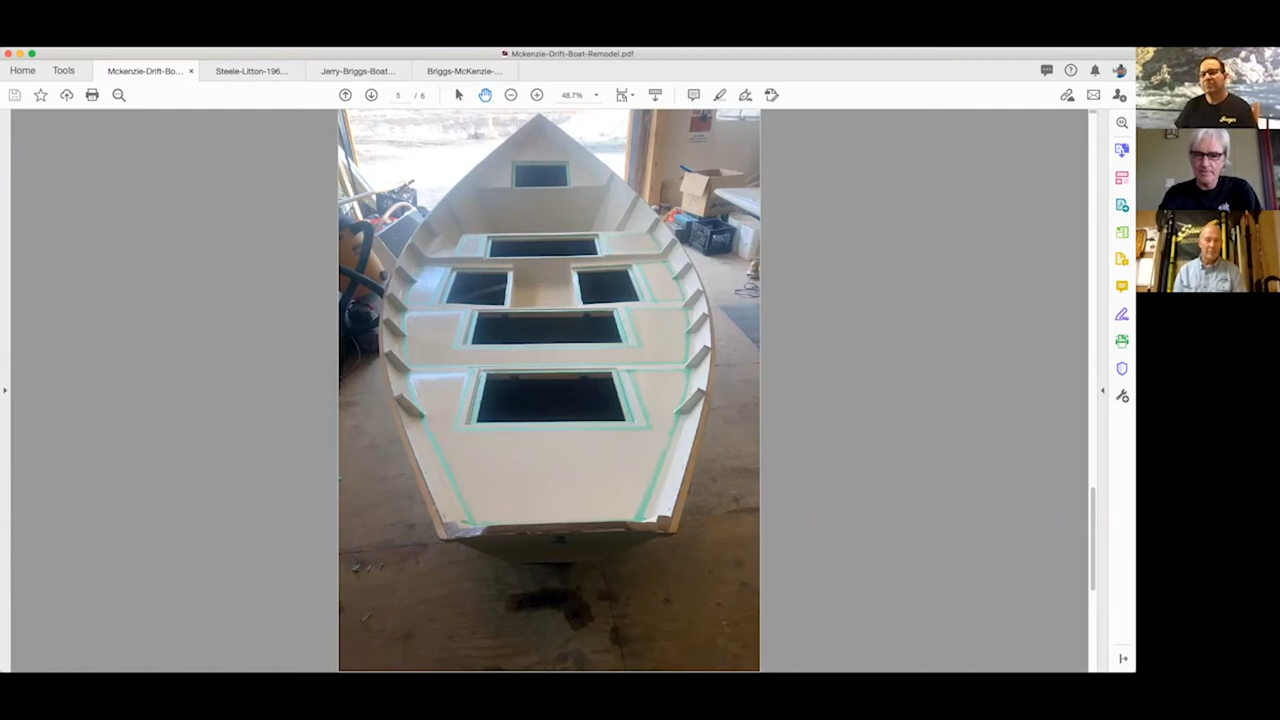 Mckenzie-Drift-Boat-Remodel.pdf
Home Tools Mckenzie-Drift-Bo... × Steele-Litton-196... Jerry-Briggs-Boat... Briggs-McKenzie-...
5 / 6 48.7%